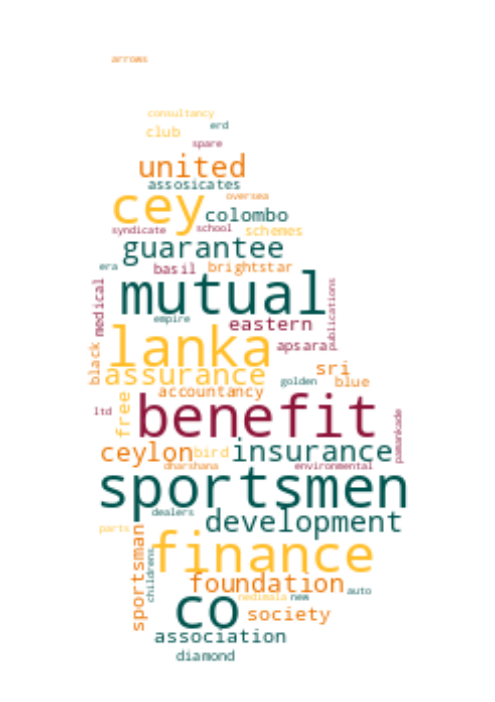 arrows
consultancy
erd
club
spare
united
assosicates
oversea
cey
colombo
syndicate
school
schemes
guarantee
era
basil
brightstar
medical
mutual
publications
empire
eastern
lanka
apsara
black
assurance
sri
golden
blue
accountancy
free
ltd
benefit
pamankade
ceylon
bird
insurance
dharshana
environmental
sportsmen
dealers
development
parts
sportsman
childrens
finance
foundation
auto
nedimala
new
co
society
association
diamond